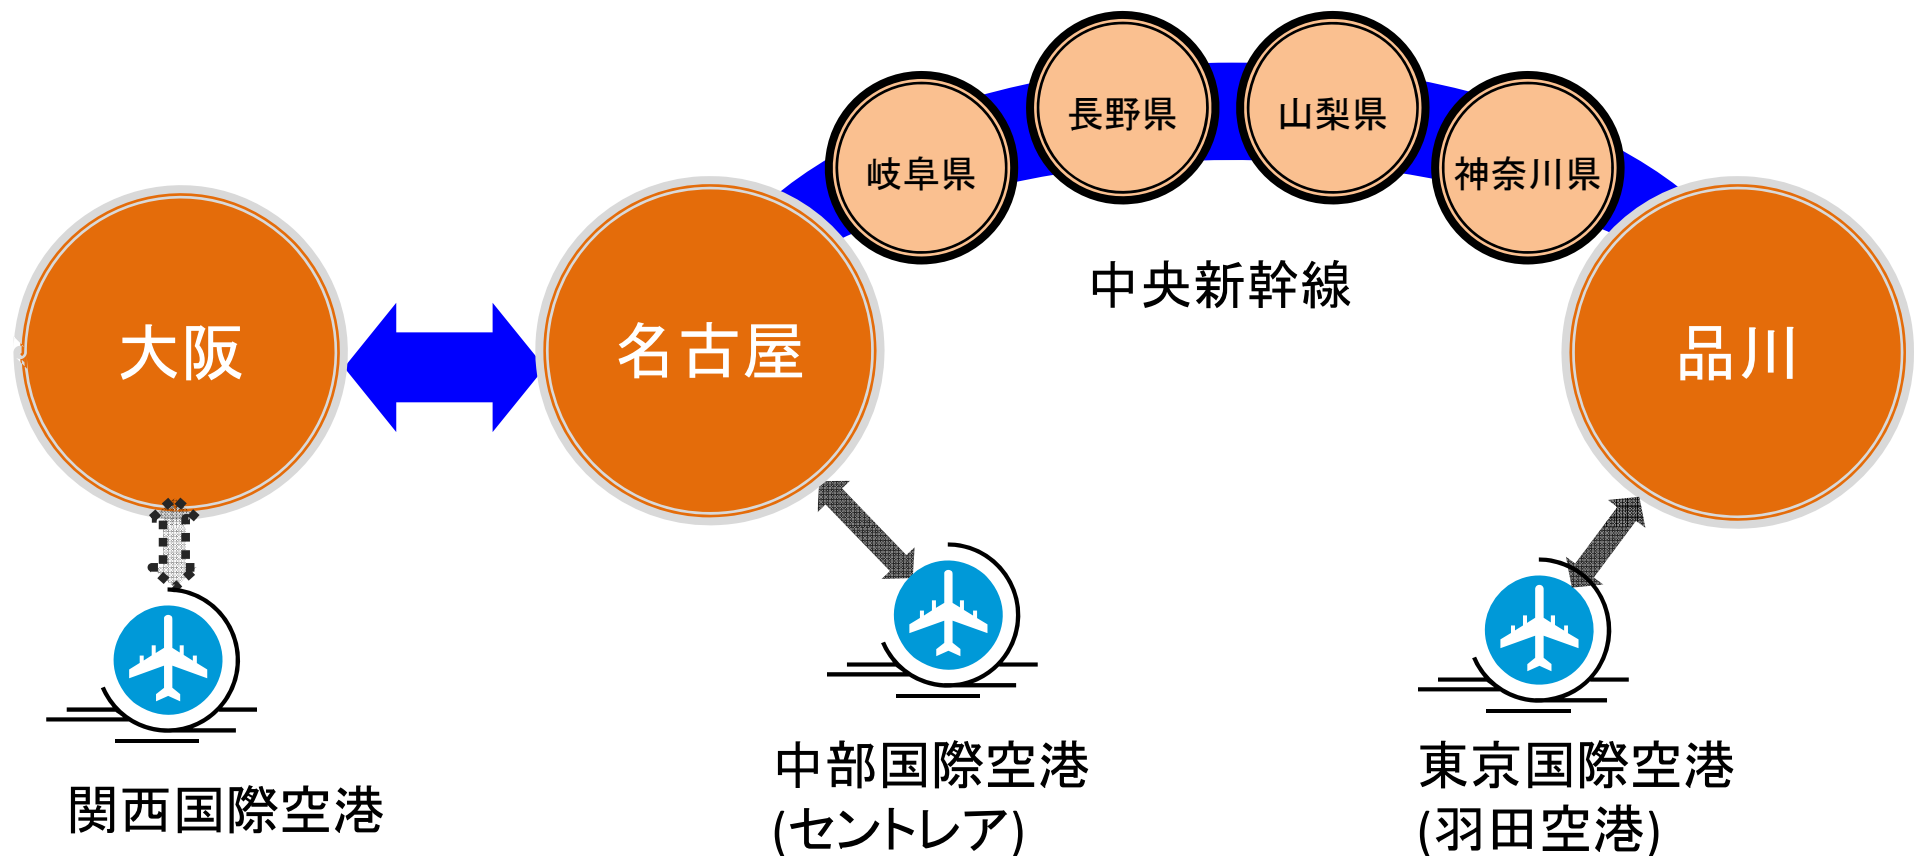 長野県
山梨県
岐阜県
神奈川県
中央新幹線
大阪
名古屋
品川
関西国際空港
中部国際空港
(セントレア)
東京国際空港
(羽田空港)